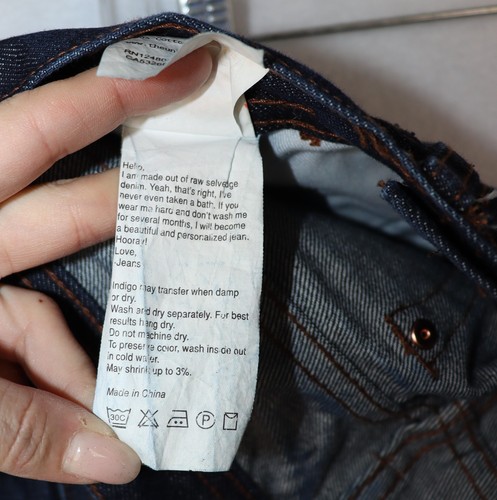 RN12480
Hello,
I am made out of raw selvedge
denim. Yeah, that's right, I've
never even taken a bath. If you
wear me hard and don't wash me
for several months, I will become
a beautiful and personalized jean.
Hooray!
Love,
Jeans
Indigo may transfer when damp
or dry.
Wash and dry separately. For best
results hang dry.
Do not machine dry.
To preserve color, wash inside out
in cold water.
May shrink up to 3%.
Made in China
30C P